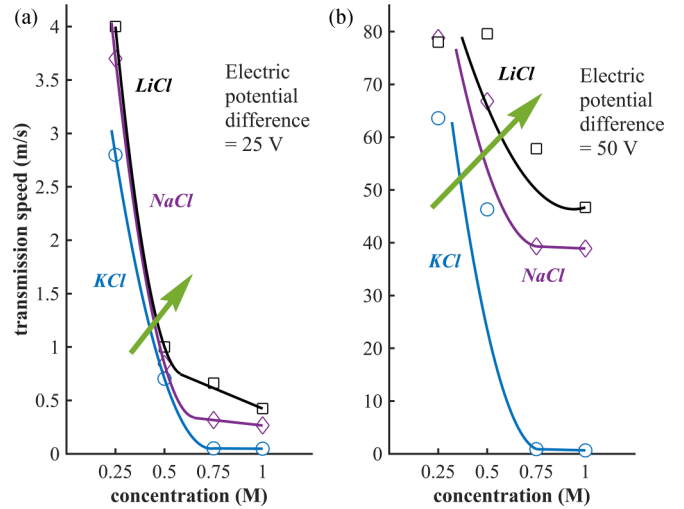 (a)
transmission speed (m/s)
4
3.5
3
2.5
2
1.5
1
0.5
0
LiCl
NaCl
KCl
Electric
potential
difference
= 25 V
0.25 0.5 0.75 1
concentration (M)
(b)
80
70
60
50
40
30
20
10
0
LiCl
NaCl
KCl
Electric
potential
difference
= 50 V
0.25 0.5 0.75 1
concentration (M)